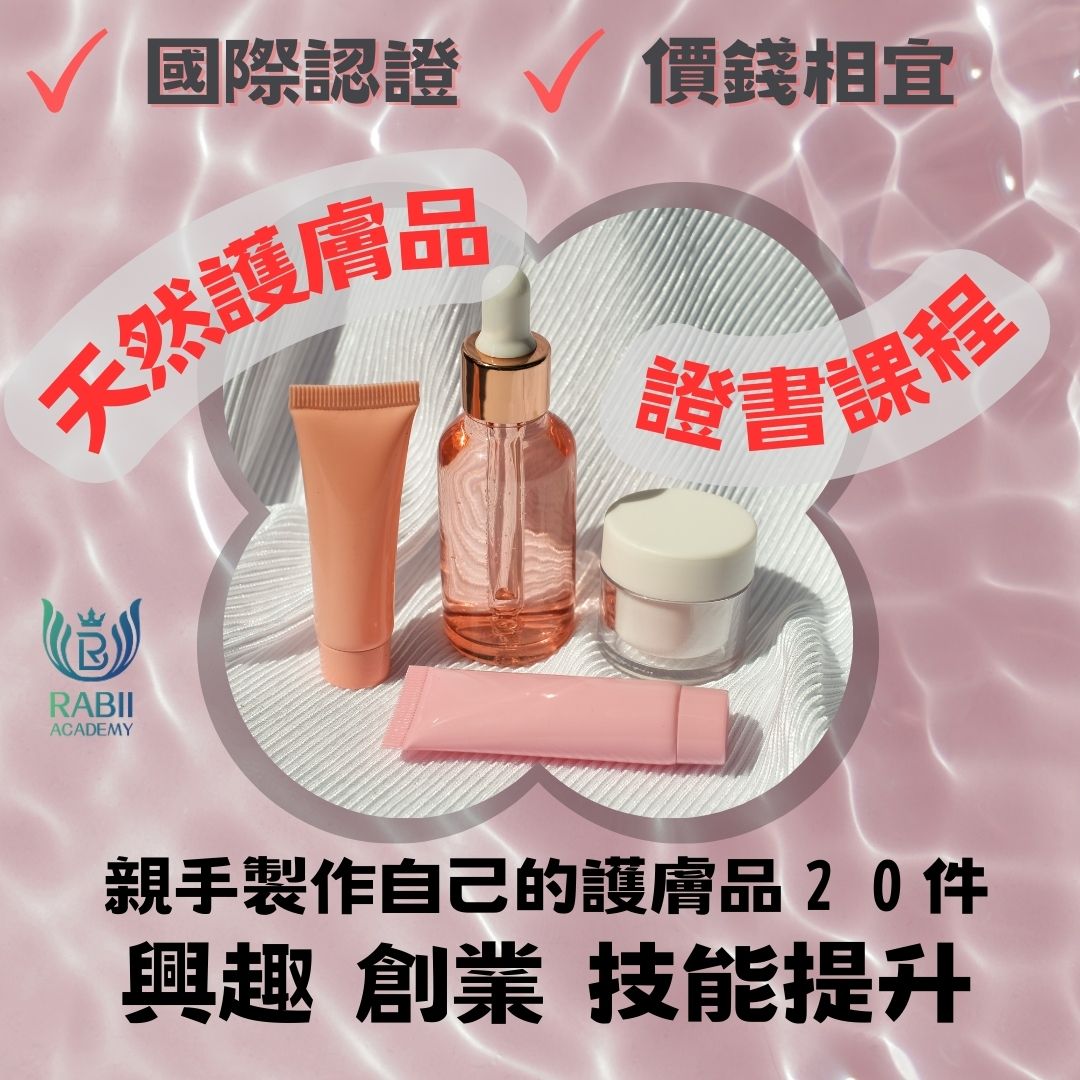 國際認證
價錢相宜
天然護膚品
證書課程
RABII
ACADEMY
親手製作自己的護膚品20件
興趣 創業 技能提升